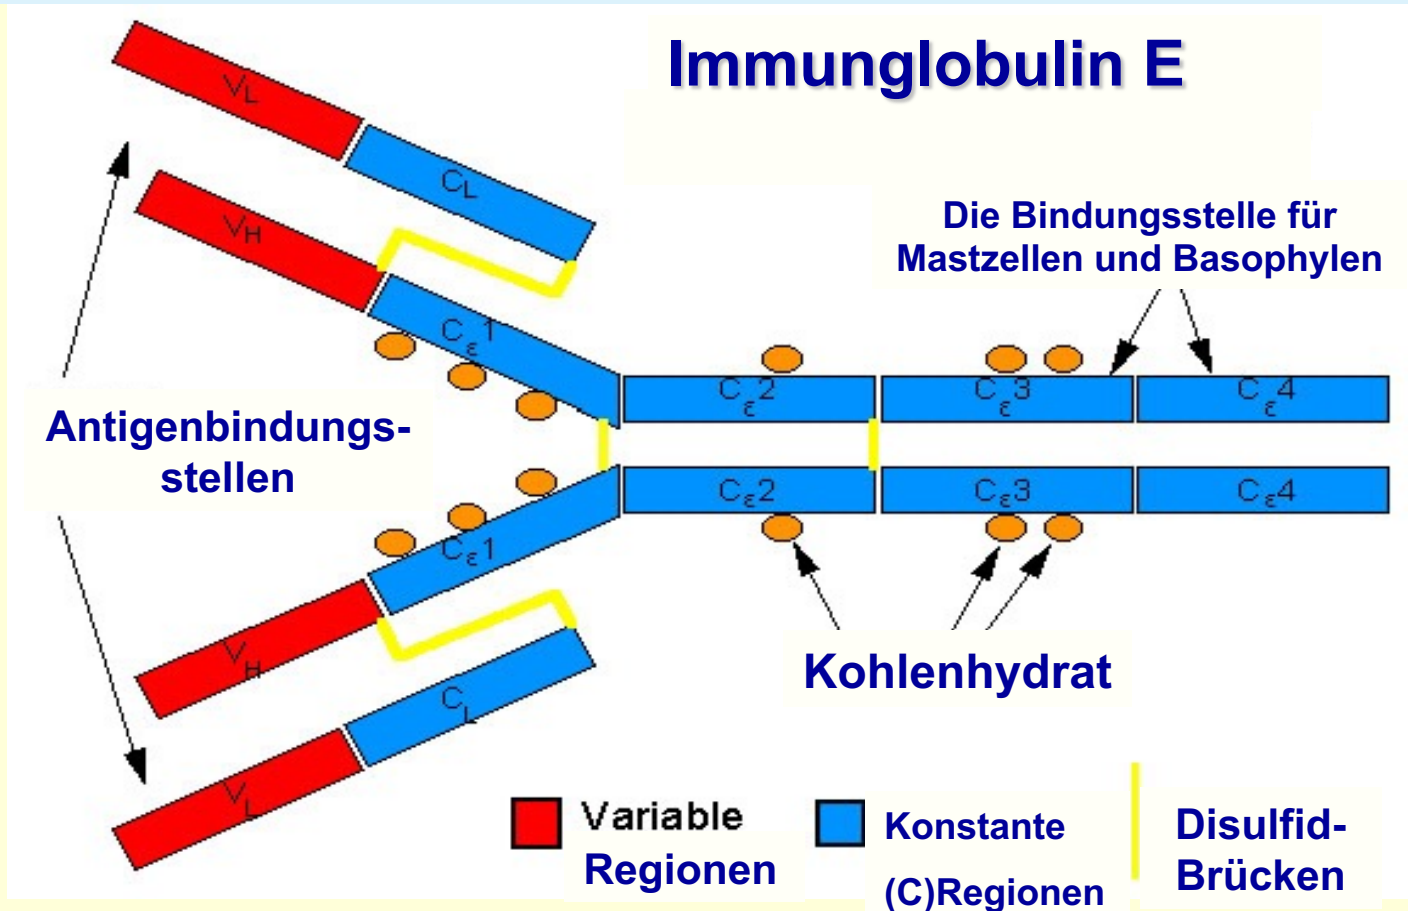 Immunglobulin E
VL
CL
VH
Cε1
Die Bindungsstelle für
Mastzellen und Basophylen
Cε2
Cε3
Cε4
Antigenbindungs-
stellen
Cε2
Cε3
Cε4
Cε1
VH
CL
VL
Kohlenhydrat
Variable
Regionen
Konstante
(C)Regionen
Disulfid-
Brücken